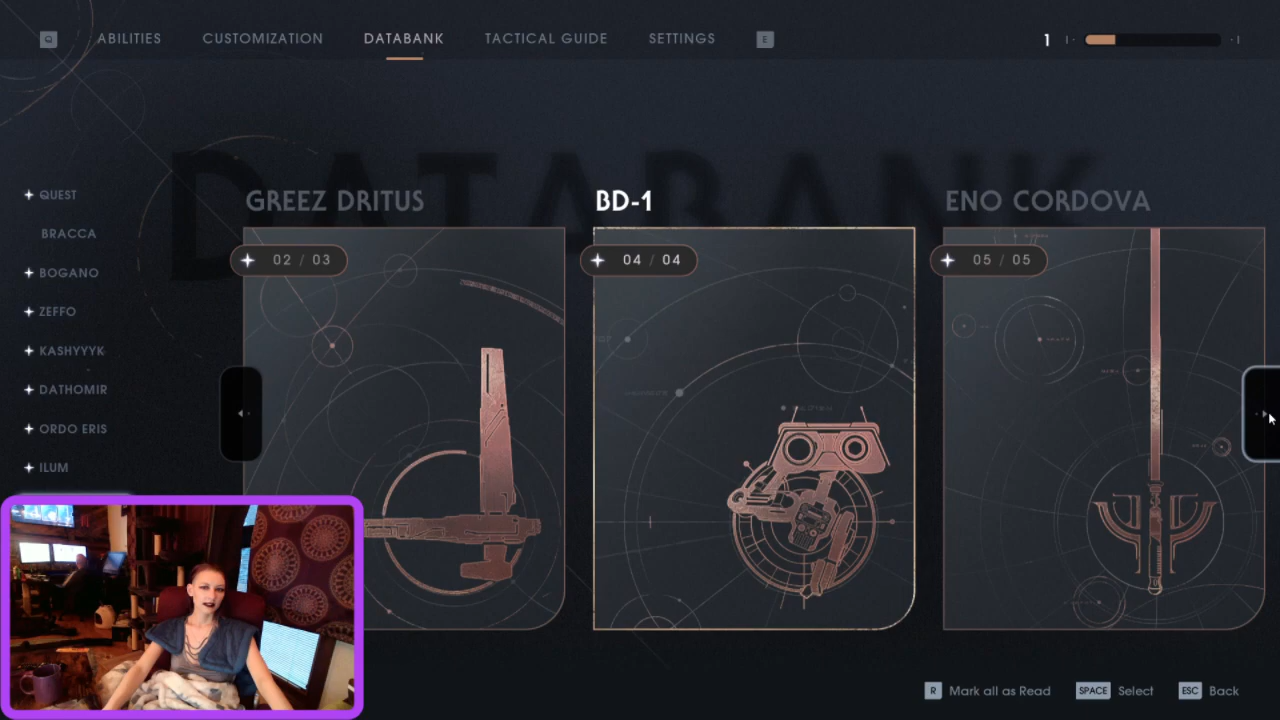 Q ABILITIES CUSTOMIZATION DATABANK TACTICAL GUIDE SETTINGS E 1
DATABANK
QUEST
BRACCA
BOGANO
ZEFFO
KASHYYYK
DATHOMIR
ORDO ERIS
ILUM
GREEZ DRITUS BD-1 ENO CORDOVA
02 / 03 04 / 04 05 / 05
R Mark all as Read SPACE Select ESC Back